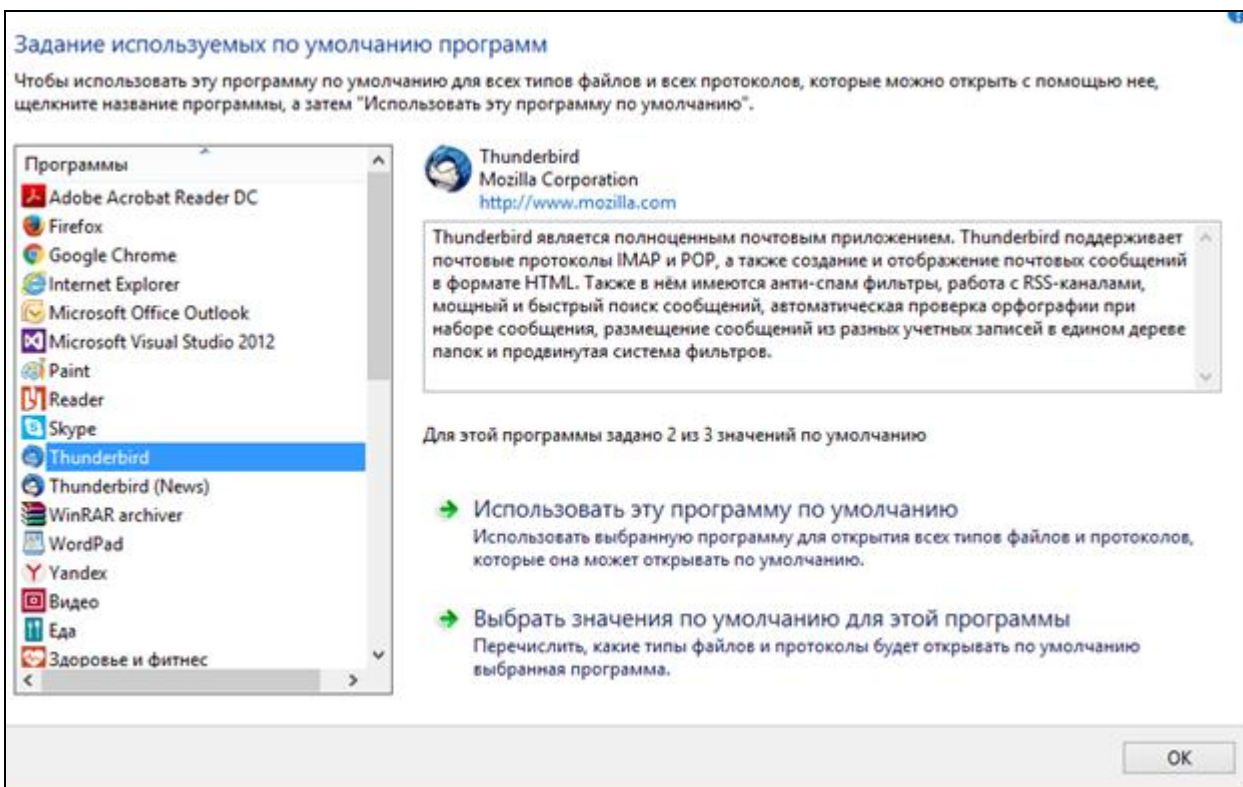 Задание используемых по умолчанию программ
Чтобы использовать эту программу по умолчанию для всех типов файлов и всех протоколов, которые можно открыть с помощью нее,
щелкните название программы, а затем "Использовать эту программу по умолчанию".
Программы
Adobe Acrobat Reader DC
Firefox
Google Chrome
Internet Explorer
Microsoft Office Outlook
Microsoft Visual Studio 2012
Paint
Reader
Skype
Thunderbird
Thunderbird (News)
WinRAR archiver
WordPad
Yandex
Видео
Еда
Здоровье и фитнес
Thunderbird
Mozilla Corporation
http://www.mozilla.com
Thunderbird является полноценным почтовым приложением. Thunderbird поддерживает
почтовые протоколы IMAP и POP, а также создание и отображение почтовых сообщений
в формате HTML. Также в нём имеются анти-спам фильтры, работа с RSS-каналами,
мощный и быстрый поиск сообщений, автоматическая проверка орфографии при
наборе сообщения, размещение сообщений из разных учетных записей в едином дереве
папок и продвинутая система фильтров.
Для этой программы задано 2 из 3 значений по умолчанию
Использовать эту программу по умолчанию
Использовать выбранную программу для открытия всех типов файлов и протоколов,
которые она может открывать по умолчанию.
Выбрать значения по умолчанию для этой программы
Перечислить, какие типы файлов и протоколы будет открывать по умолчанию
выбранная программа.
OK